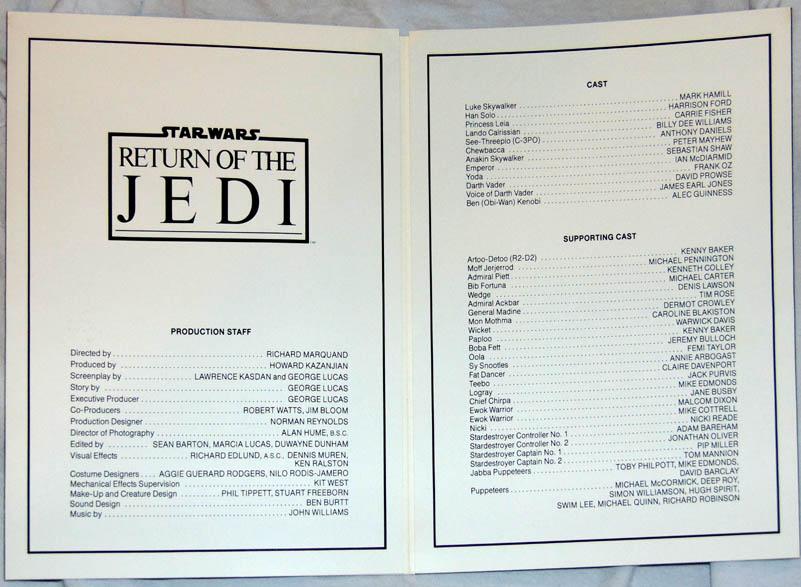 STAR WARS
RETURN OF THE
JEDI
TM
PRODUCTION STAFF
Directed by .......... RICHARD MARQUAND
Produced by .......... HOWARD KAZANJIAN
Screenplay by .......... LAWRENCE KASDAN and GEORGE LUCAS
Story by .......... GEORGE LUCAS
Executive Producer .......... GEORGE LUCAS
Co-Producers .......... ROBERT WATTS, JIM BLOOM
Production Designer .......... NORMAN REYNOLDS
Director of Photography .......... ALAN HUME, B.S.C.
Edited by .......... SEAN BARTON, MARCIA LUCAS, DUWAYNE DUNHAM
Visual Effects .......... RICHARD EDLUND, A.S.C., DENNIS MUREN,
KEN RALSTON
Costume Designers .... AGGIE GUERARD RODGERS, NILO RODIS-JAMERO
Mechanical Effects Supervision .......... KIT WEST
Make-Up and Creature Design .......... PHIL TIPPETT, STUART FREEBORN
Sound Design .......... BEN BURTT
Music by .......... JOHN WILLIAMS
CAST
Luke Skywalker .......... MARK HAMILL
Han Solo .......... HARRISON FORD
Princess Leia .......... CARRIE FISHER
Lando Calrissian .......... BILLY DEE WILLIAMS
See-Threepio (C-3PO) .......... ANTHONY DANIELS
Chewbacca .......... PETER MAYHEW
Anakin Skywalker .......... SEBASTIAN SHAW
Emperor .......... IAN McDIARMID
Yoda .......... FRANK OZ
Darth Vader .......... DAVID PROWSE
Voice of Darth Vader .......... JAMES EARL JONES
Ben (Obi-Wan) Kenobi .......... ALEC GUINNESS
SUPPORTING CAST
Artoo-Detoo (R2-D2) .......... KENNY BAKER
Moff Jerjerrod .......... MICHAEL PENNINGTON
Admiral Piett .......... KENNETH COLLEY
Bib Fortuna .......... MICHAEL CARTER
Wedge .......... DENIS LAWSON
Admiral Ackbar .......... TIM ROSE
General Madine .......... DERMOT CROWLEY
Mon Mothma .......... CAROLINE BLAKISTON
Wicket .......... WARWICK DAVIS
Paploo .......... KENNY BAKER
Boba Fett .......... JEREMY BULLOCH
Oola .......... FEMI TAYLOR
Sy Snootles .......... ANNIE ARBOGAST
Fat Dancer .......... CLAIRE DAVENPORT
Teebo .......... JACK PURVIS
Logray .......... MIKE EDMONDS
Chief Chirpa .......... JANE BUSBY
Ewok Warrior .......... MALCOM DIXON
Ewok Warrior .......... MIKE COTTRELL
Nicki .......... NICKI READE
Stardestroyer Controller No. 1 .......... ADAM BAREHAM
Stardestroyer Controller No. 2 .......... JONATHAN OLIVER
Stardestroyer Captain No. 1 .......... PIP MILLER
Stardestroyer Captain No. 2 .......... TOM MANNION
Jabba Puppeteers .......... TOBY PHILPOTT, MIKE EDMONDS,
DAVID BARCLAY
Puppeteers .......... MICHAEL McCORMICK, DEEP ROY,
SIMON WILLIAMSON, HUGH SPIRIT,
SWIM LEE, MICHAEL QUINN, RICHARD ROBINSON